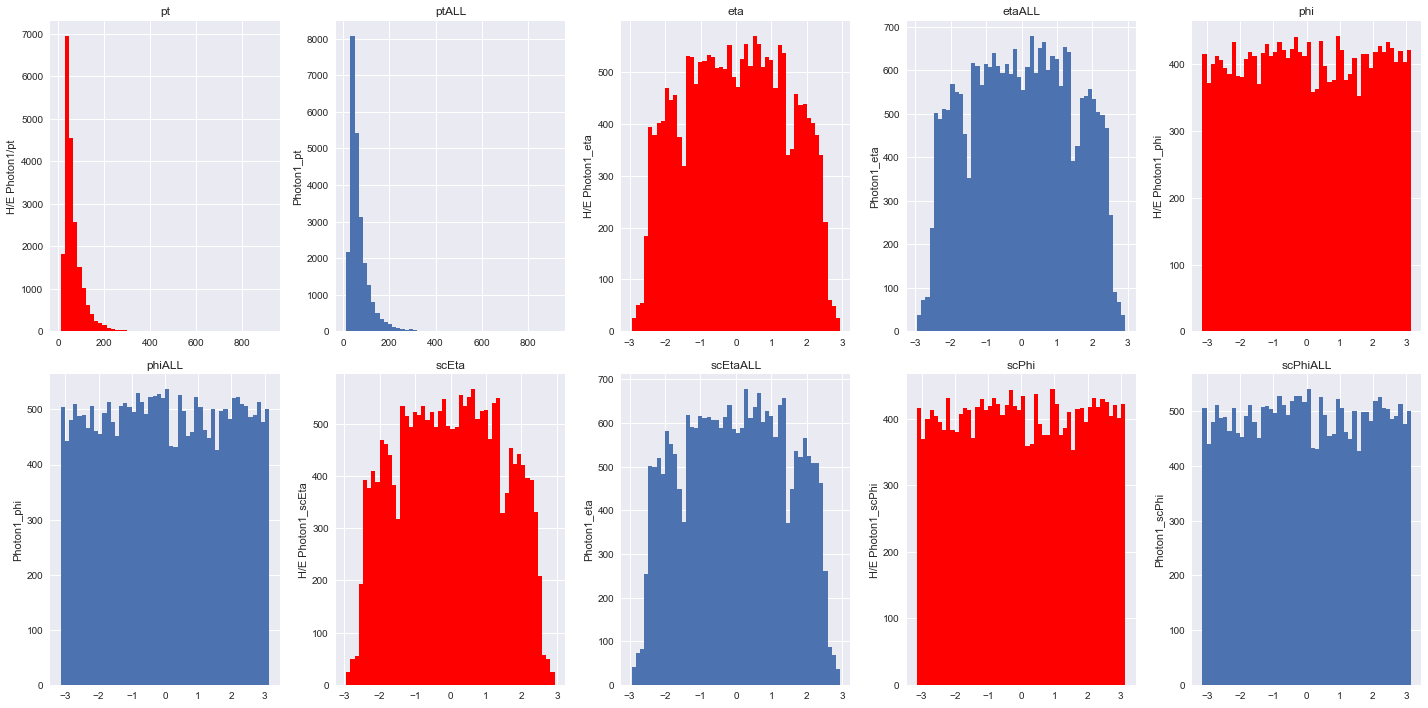 pt
H/E Photon1/pt
7000
6000
5000
4000
3000
2000
1000
0
0 200 400 600 800
ptALL
Photon1_pt
8000
7000
6000
5000
4000
3000
2000
1000
0
0 200 400 600 800
eta
H/E Photon1_eta
500
400
300
200
100
0
−3 −2 −1 0 1 2 3
etaALL
Photon1_eta
700
600
500
400
300
200
100
0
−3 −2 −1 0 1 2 3
phi
H/E Photon1_phi
400
300
200
100
0
−3 −2 −1 0 1 2 3
phiALL
Photon1_phi
500
400
300
200
100
0
−3 −2 −1 0 1 2 3
scEta
H/E Photon1_scEta
500
400
300
200
100
0
−3 −2 −1 0 1 2 3
scEtaALL
Photon1_eta
700
600
500
400
300
200
100
0
−3 −2 −1 0 1 2 3
scPhi
H/E Photon1_scPhi
400
300
200
100
0
−3 −2 −1 0 1 2 3
scPhiALL
Photon1_scPhi
500
400
300
200
100
0
−3 −2 −1 0 1 2 3